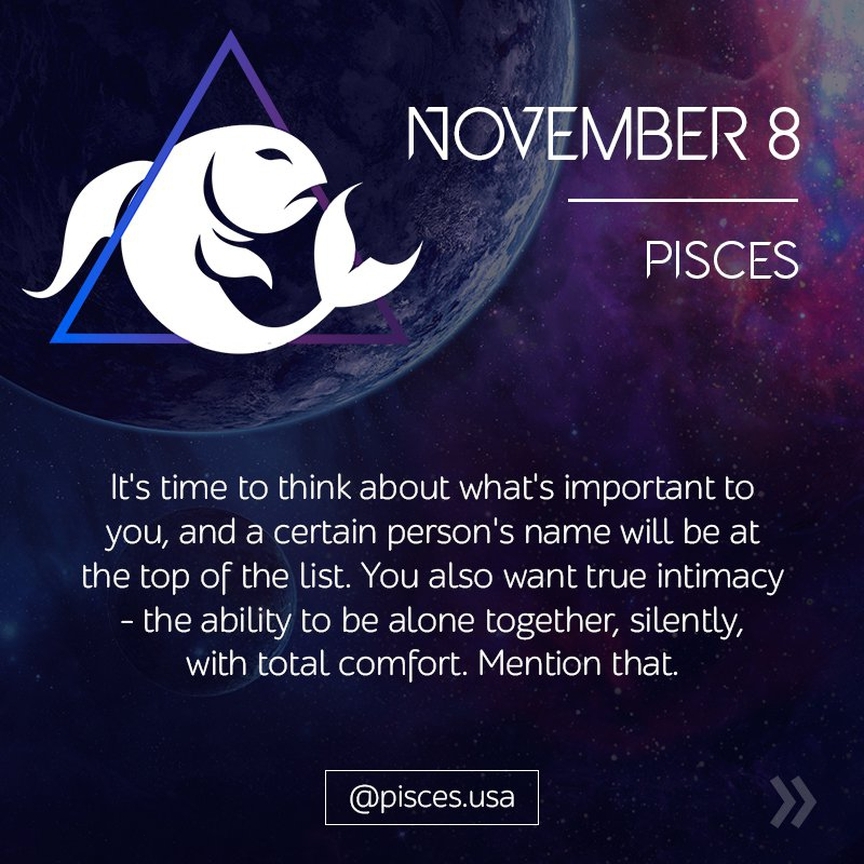 NOVEMBER 8
PISCES
It's time to think about what's important to
you, and a certain person's name will be at
the top of the list. You also want true intimacy
- the ability to be alone together, silently,
with total comfort. Mention that.
@pisces.usa